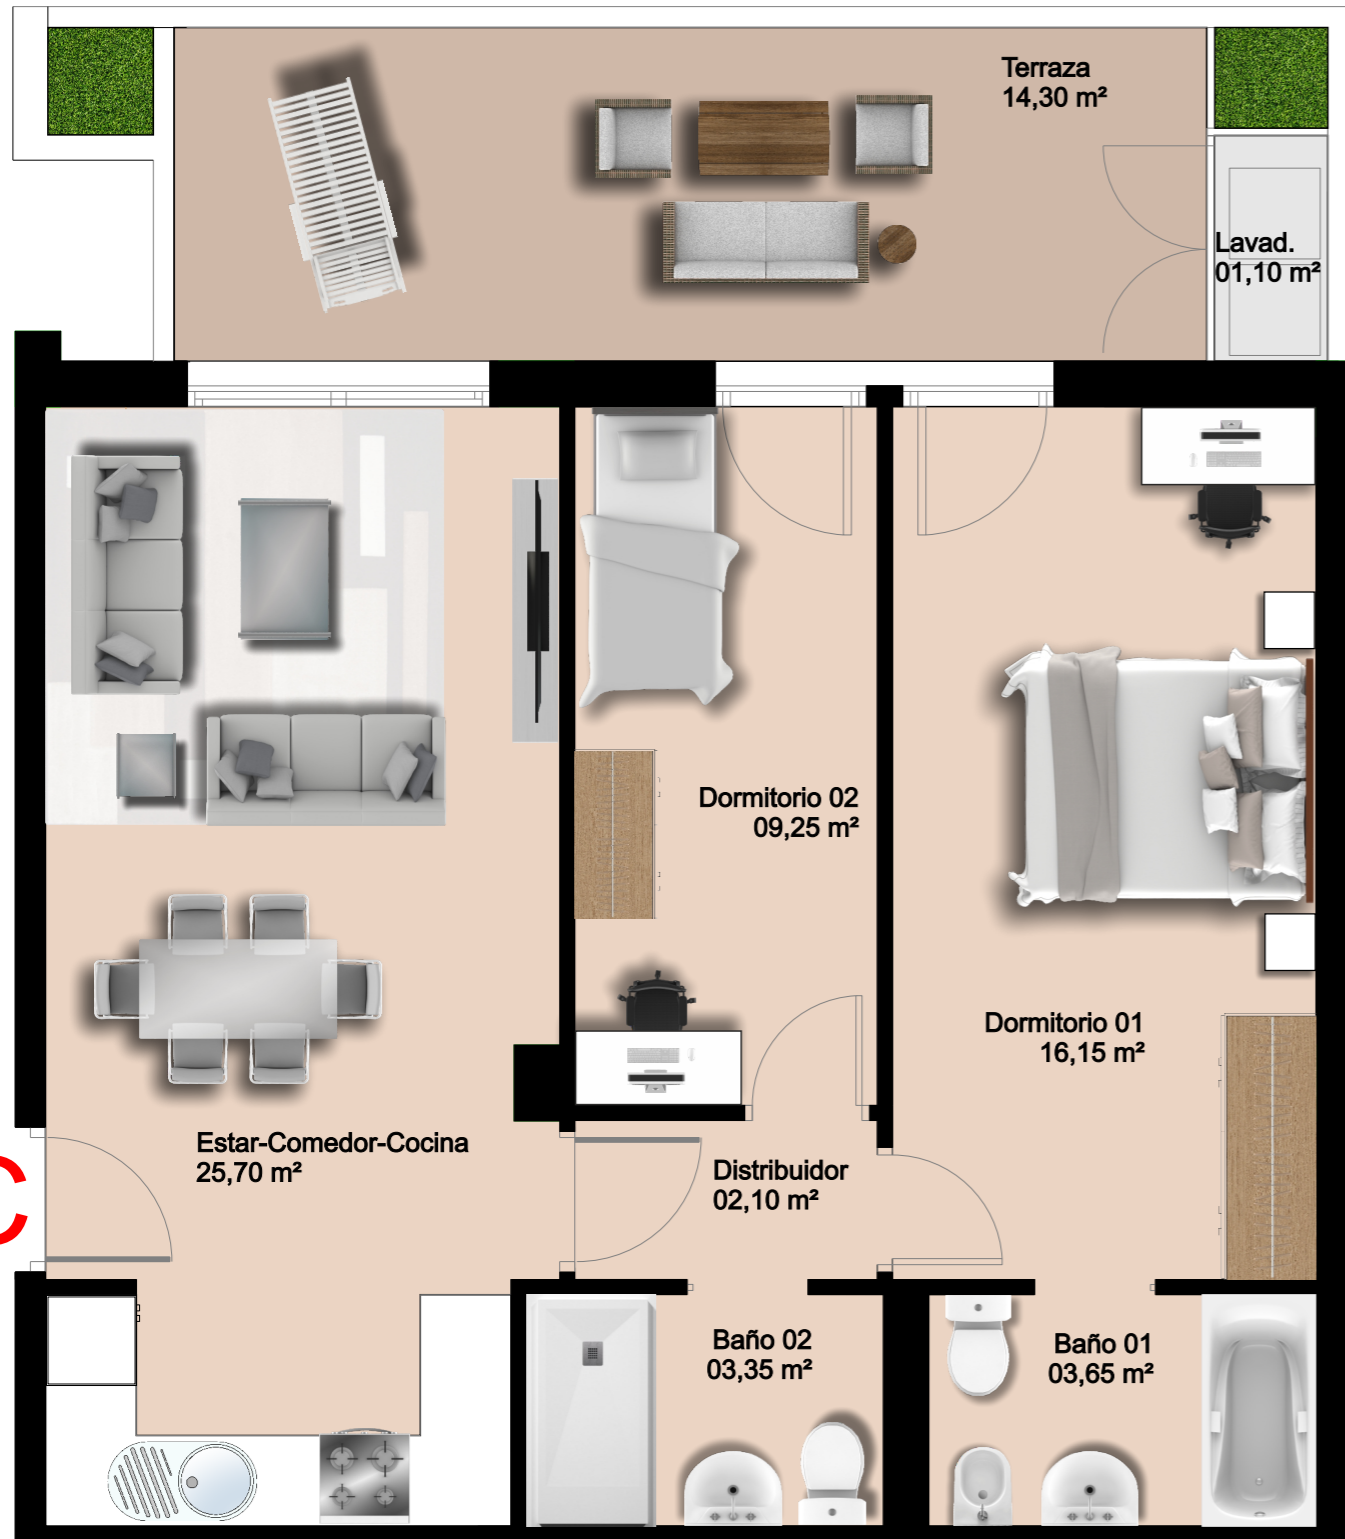 Terraza
14,30 m²
Lavad.
01,10 m²
Dormitorio 02
09,25 m²
Dormitorio 01
16,15 m²
Estar-Comedor-Cocina
25,70 m²
Distribuidor
02,10 m²
C
Baño 02
03,35 m²
Baño 01
03,65 m²